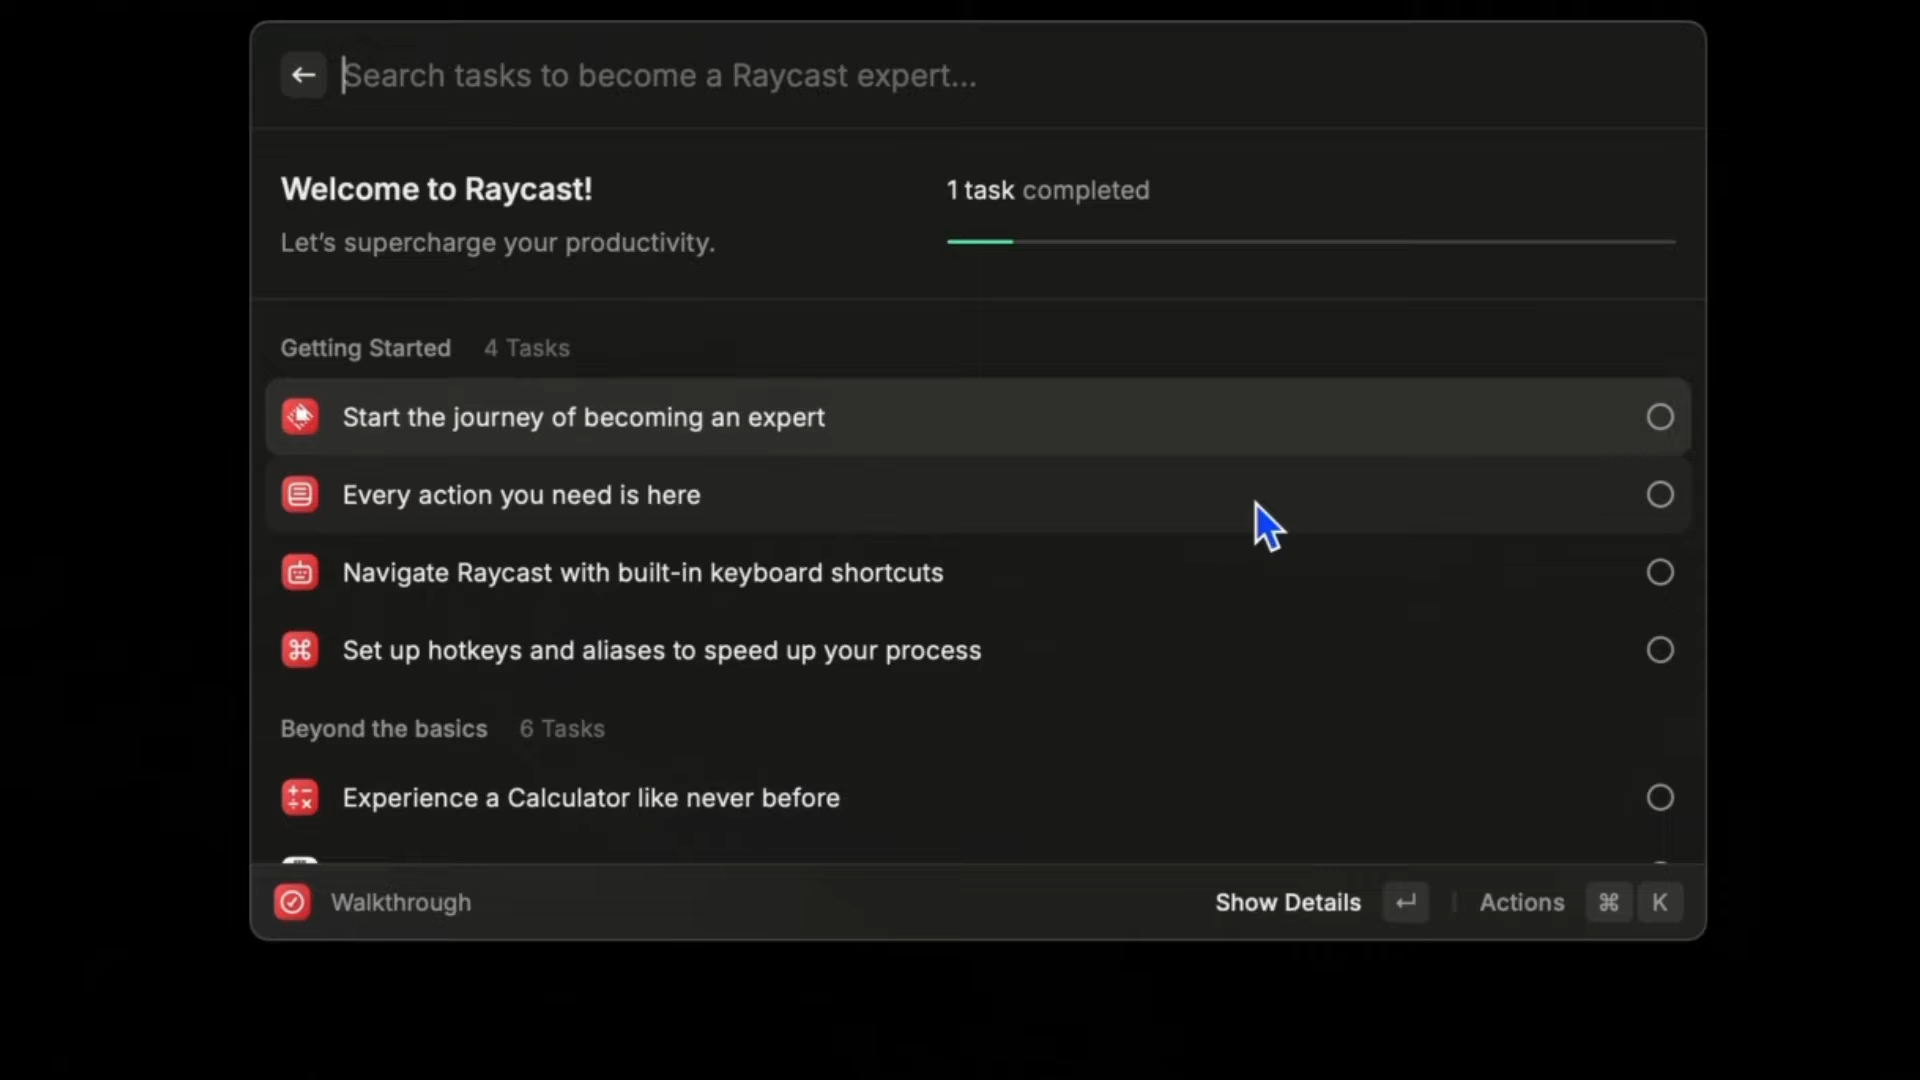 Search tasks to become a Raycast expert...
Welcome to Raycast!
1 task completed
Let's supercharge your productivity.
Getting Started 4 Tasks
Start the journey of becoming an expert
Every action you need is here
Navigate Raycast with built-in keyboard shortcuts
Set up hotkeys and aliases to speed up your process
Beyond the basics 6 Tasks
Experience a Calculator like never before
Walkthrough
Show Details ↵ | Actions ⌘ K